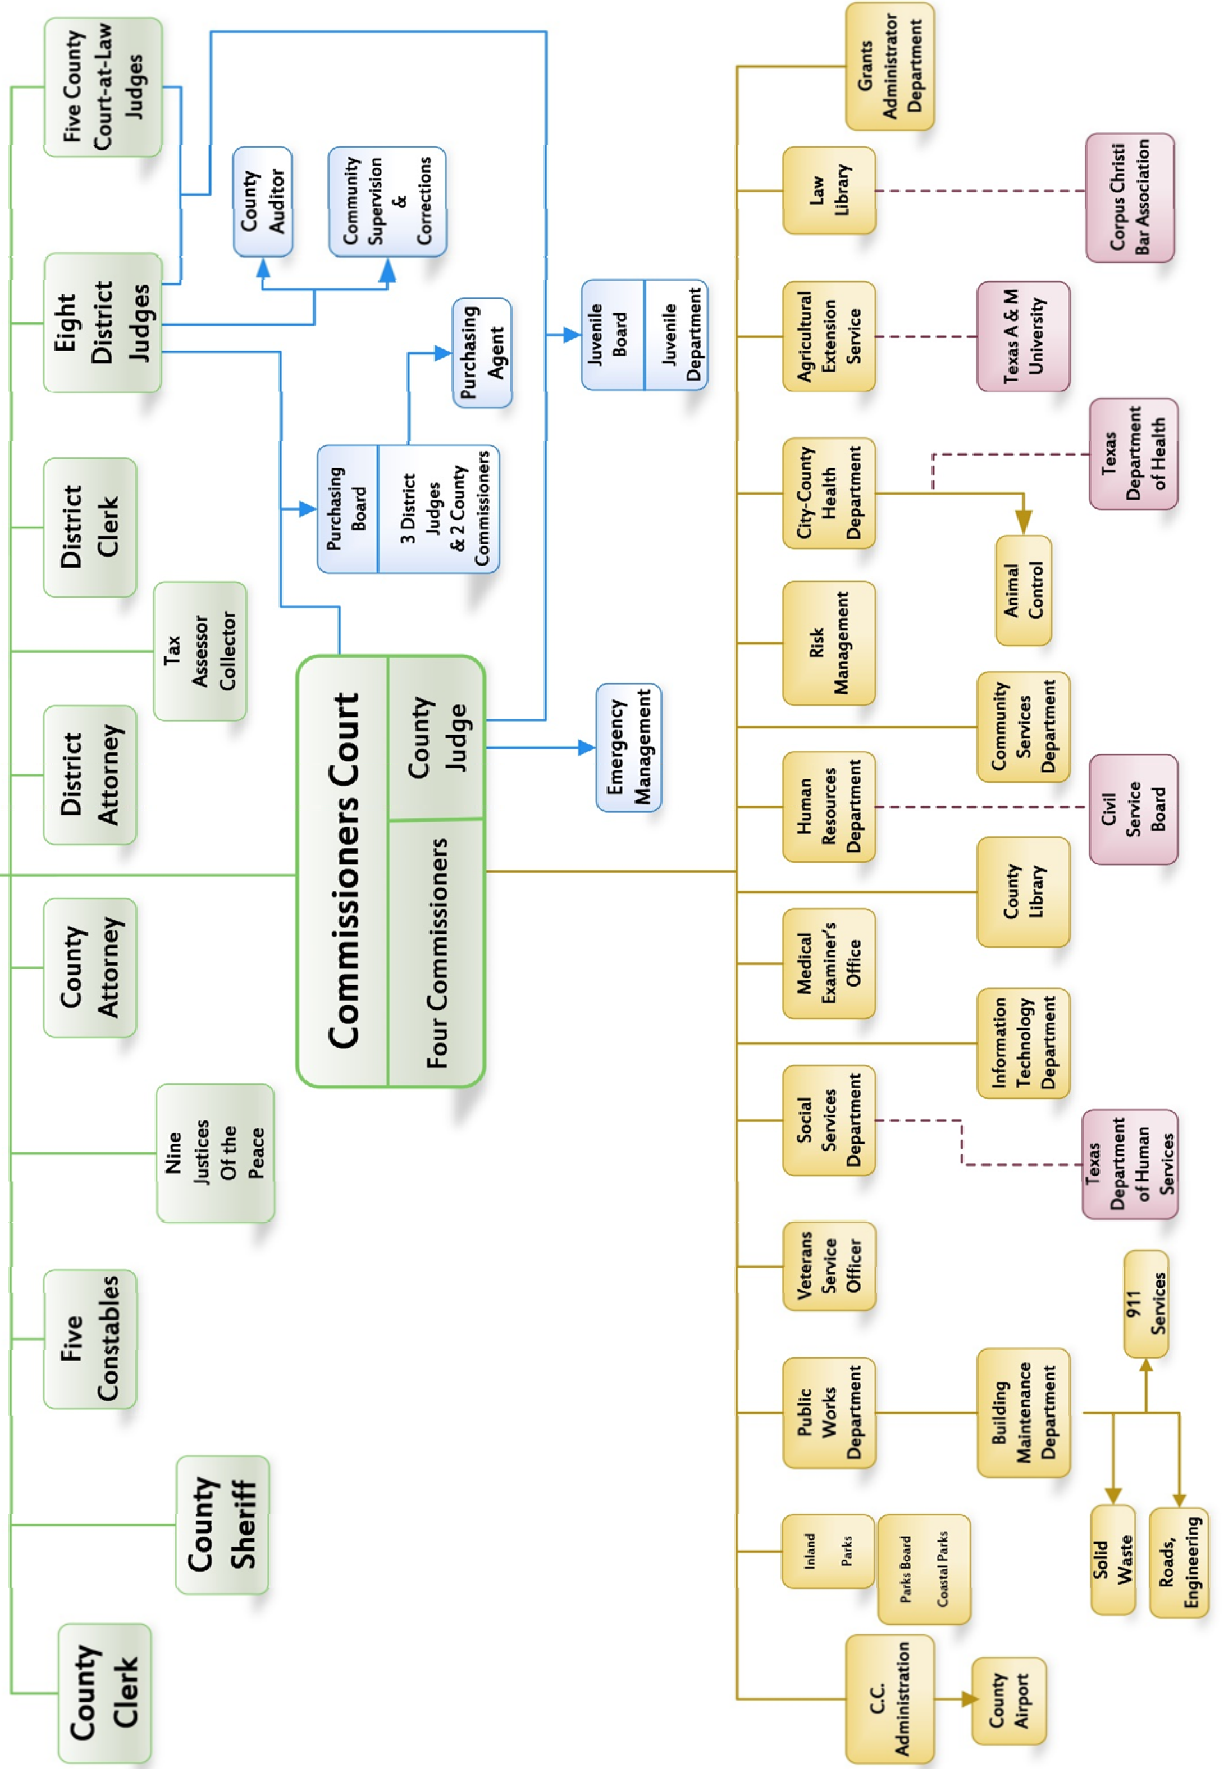 County
Clerk
County
Sheriff
Five
Constables
Nine
Justices
Of the
Peace
County
Attorney
District
Attorney
Tax
Assessor
Collector
District
Clerk
Eight
District
Judges
Five County
Court-at-Law
Judges
Commissioners Court
Four Commissioners
County
Judge
County
Auditor
Community
Supervision
&
Corrections
Purchasing
Board
3 District
Judges
& 2 County
Commissioners
Purchasing
Agent
Emergency
Management
Juvenile
Board
Juvenile
Department
C.C.
Administration
County
Airport
Inland
Parks
Parks Board
Coastal Parks
Public
Works
Department
Building
Maintenance
Department
Solid
Waste
Roads,
Engineering
911
Services
Veterans
Service
Officer
Social
Services
Department
Texas
Department
of Human
Services
Information
Technology
Department
Medical
Examiner's
Office
County
Library
Human
Resources
Department
Civil
Service
Board
Community
Services
Department
Risk
Management
City-County
Health
Department
Animal
Control
Texas
Department
of Health
Agricultural
Extension
Service
Texas A & M
University
Law
Library
Corpus Christi
Bar Association
Grants
Administrator
Department